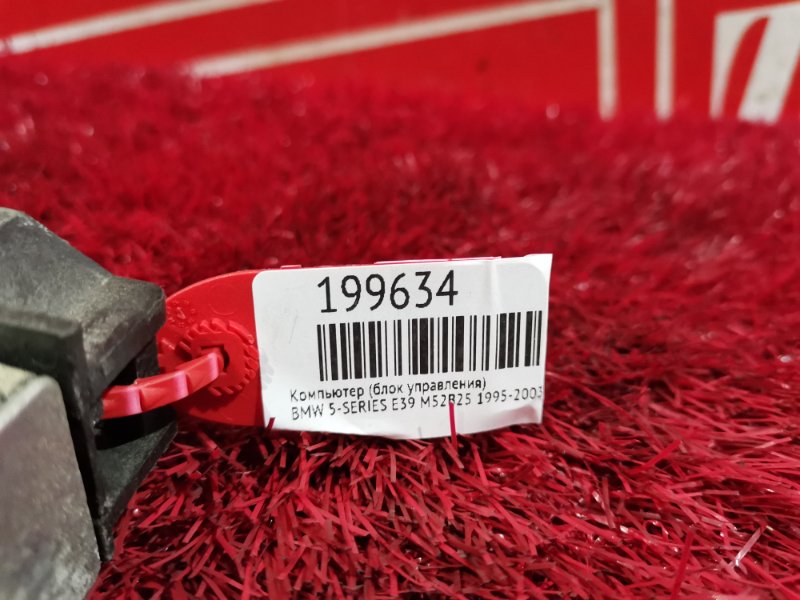 199634
Компьютер (блок управления)
BMW 5-SERIES E39 M52B25 1995-2003